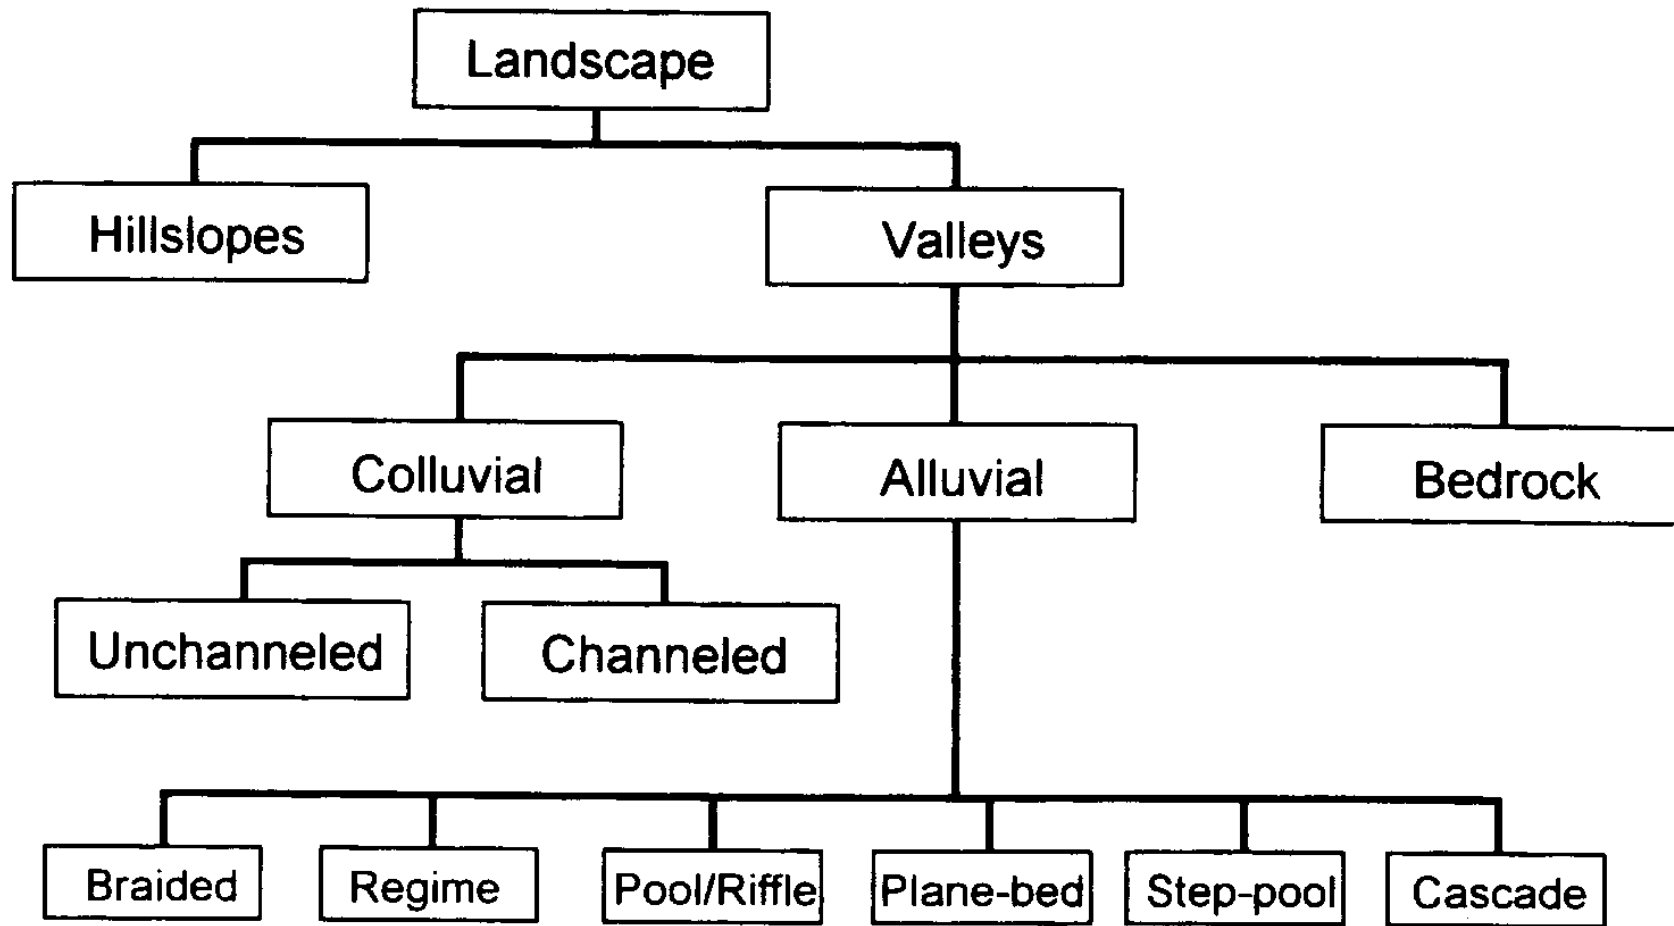 Landscape
Hillslopes
Valleys
Colluvial
Alluvial
Bedrock
Unchanneled
Channeled
Braided
Regime
Pool/Riffle
Plane-bed
Step-pool
Cascade